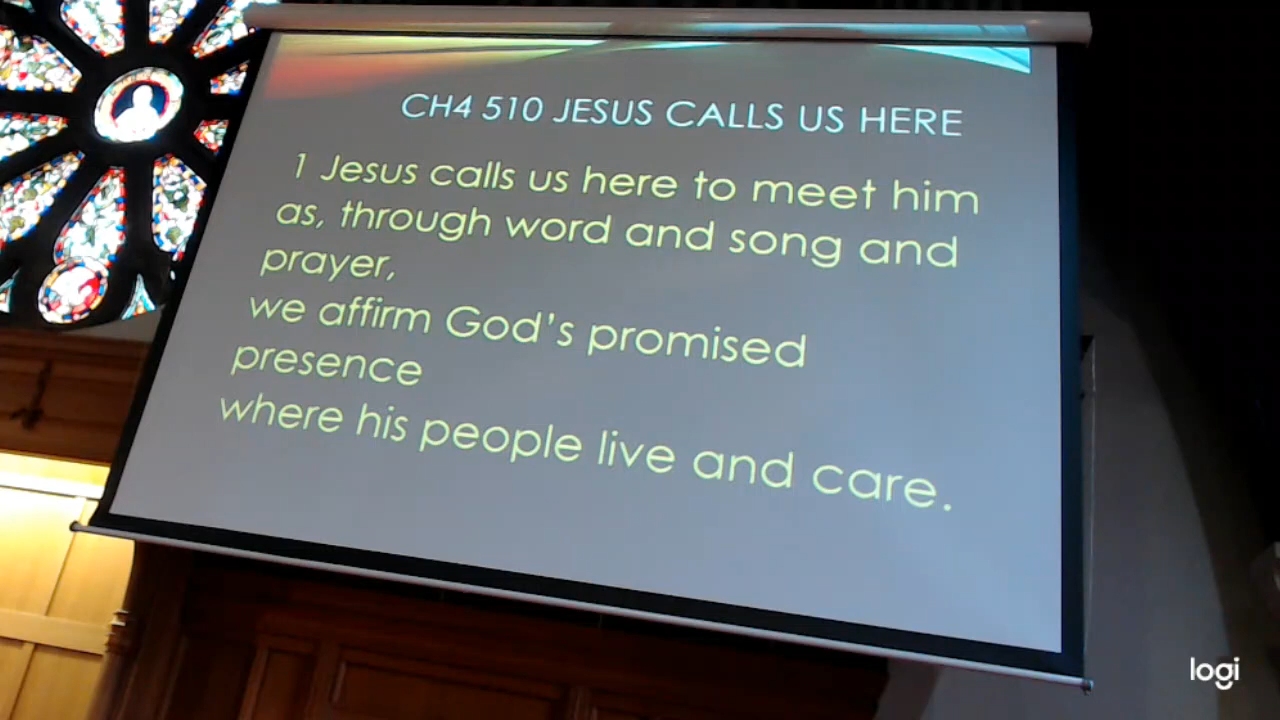 CH4 510 JESUS CALLS US HERE
1 Jesus calls us here to meet him
as, through word and song and
prayer,
we affirm God's promised
presence
where his people live and care.
logi